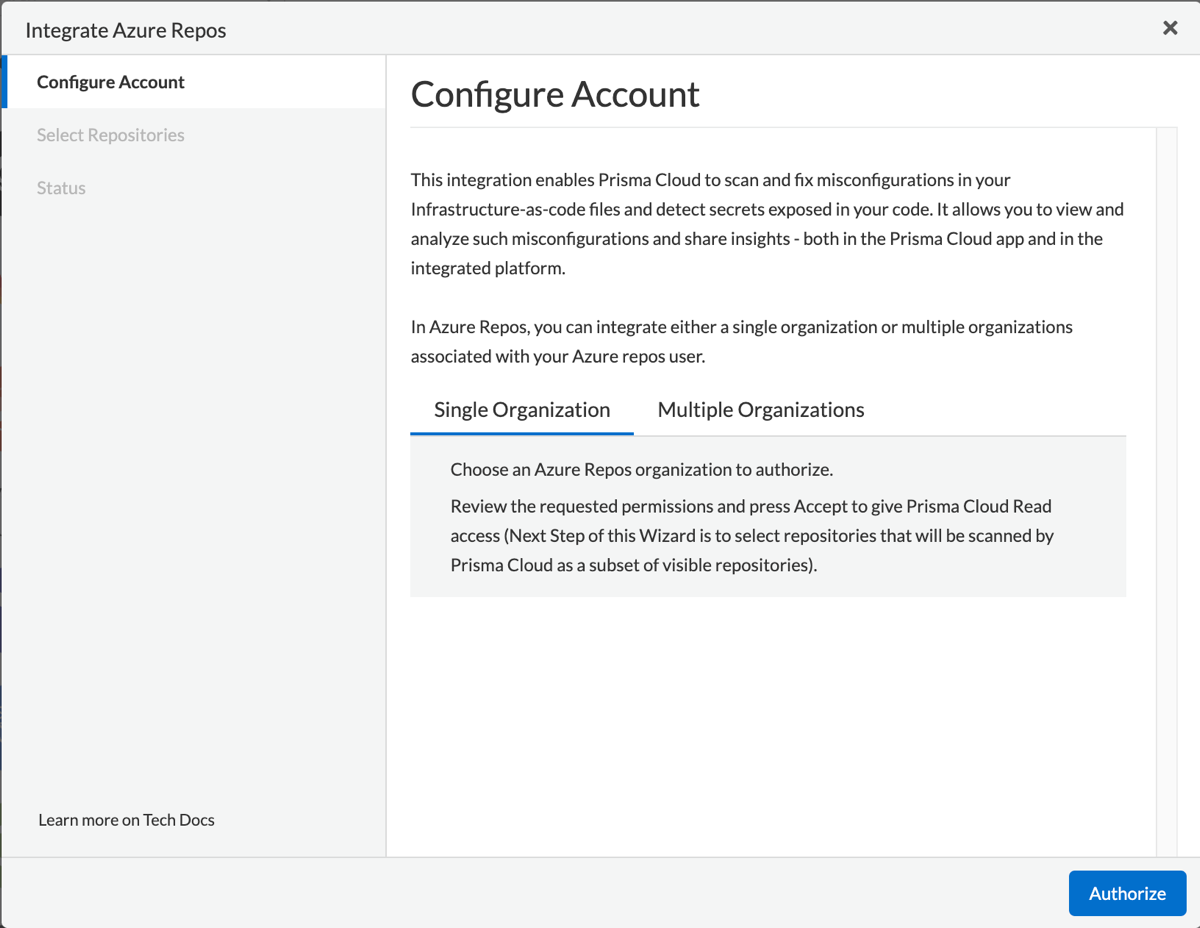 Integrate Azure Repos
Configure Account
Select Repositories
Status
Learn more on Tech Docs
Configure Account
This integration enables Prisma Cloud to scan and fix misconfigurations in your
Infrastructure-as-code files and detect secrets exposed in your code. It allows you to view and
analyze such misconfigurations and share insights - both in the Prisma Cloud app and in the
integrated platform.
In Azure Repos, you can integrate either a single organization or multiple organizations
associated with your Azure repos user.
Single Organization Multiple Organizations
Choose an Azure Repos organization to authorize.
Review the requested permissions and press Accept to give Prisma Cloud Read
access (Next Step of this Wizard is to select repositories that will be scanned by
Prisma Cloud as a subset of visible repositories).
Authorize